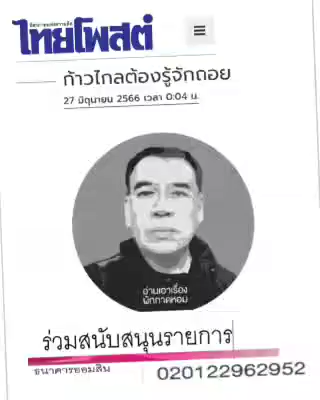 ไทยโพสต์
ก้าวไกลต้องรู้จักถอย
27 มิถุนายน 2566 เวลา 0:04 น.
อ่านเอาเรื่อง
ผักกาดหอม
ร่วมสนับสนุนรายการ
ธนาคารออมสิน
020122962952